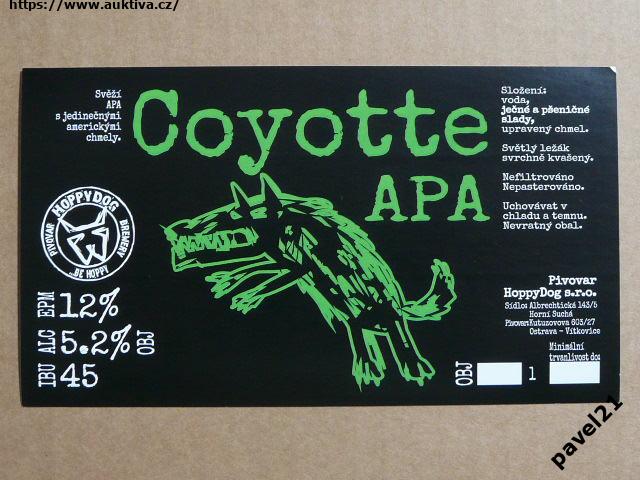 https://www.auktiva.cz/
Svěží
APA
s jedinečnými
americkými
chmely.
Coyotte
APA
Složení:
voda,
ječné a pšeničné
slady,
upravený chmel.
Světlý ležák
svrchně kvašený.
Nefiltrováno
Nepasterováno.
Uchovávat v
chladu a temnu.
Nevratný obal.
HOPPYDOG
PIVOVAR
BREWERY
...BE HOPPY
EPM 12%
ALC 5.2% OBJ
IBU 45
Pivovar
HoppyDog s.r.o.
Sídlo: Albrechtická 143/5
Horní Suchá
Pivovar: Kutuzovova 603/27
Ostrava - Vítkovice
Minimální
trvanlivost do:
OBJ l
pavel21